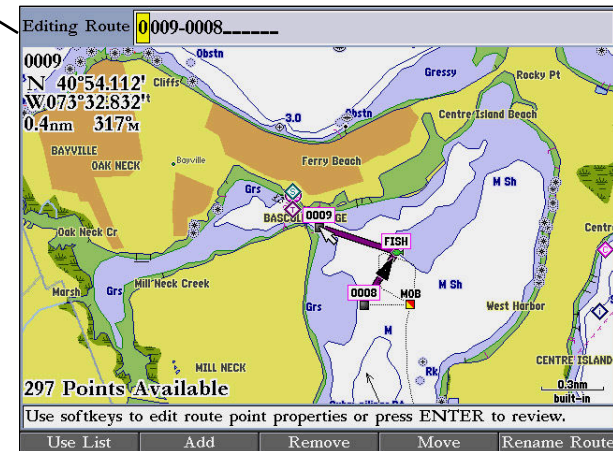 Editing Route 0009-0008______
0009
N 40°54.112'
W073°32.832'
0.4nm 317°M
Obstn
Cliffs
Gressy
Rocky Pt
3.0
Obstn
Centre Island Beach
BAYVILLE
OAK NECK
Bayville
Ferry Beach
M Sh
Grs
S
0009
Oak Neck Cr
FISH
Centr
Mill Neck Creek
Marsh
Grs
0008
MOB
M Sh
Grs
West Harbor
M
MILL NECK
Rk
CENTRE ISLAND
297 Points Available
0.3nm
built-in
Use softkeys to edit route point properties or press ENTER to review.
Use List Add Remove Move Rename Route